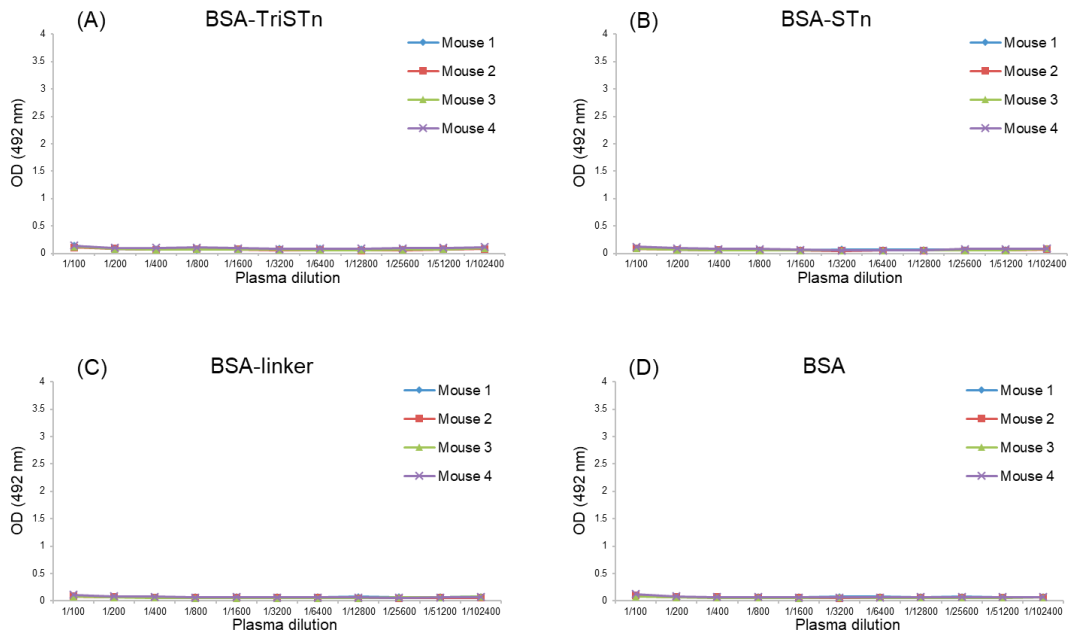 (A) BSA-TriSTn
4
3.5
3
2.5
2
1.5
1
0.5
0
OD (492 nm)
Mouse 1
Mouse 2
Mouse 3
Mouse 4
1/100 1/200 1/400 1/800 1/1600 1/3200 1/6400 1/12800 1/25600 1/51200 1/102400
Plasma dilution
(B) BSA-STn
4
3.5
3
2.5
2
1.5
1
0.5
0
OD (492 nm)
Mouse 1
Mouse 2
Mouse 3
Mouse 4
1/100 1/200 1/400 1/800 1/1600 1/3200 1/6400 1/12800 1/25600 1/51200 1/102400
Plasma dilution
(C) BSA-linker
4
3.5
3
2.5
2
1.5
1
0.5
0
OD (492 nm)
Mouse 1
Mouse 2
Mouse 3
Mouse 4
1/100 1/200 1/400 1/800 1/1600 1/3200 1/6400 1/12800 1/25600 1/51200 1/102400
Plasma dilution
(D) BSA
4
3.5
3
2.5
2
1.5
1
0.5
0
OD (492 nm)
Mouse 1
Mouse 2
Mouse 3
Mouse 4
1/100 1/200 1/400 1/800 1/1600 1/3200 1/6400 1/12800 1/25600 1/51200 1/102400
Plasma dilution